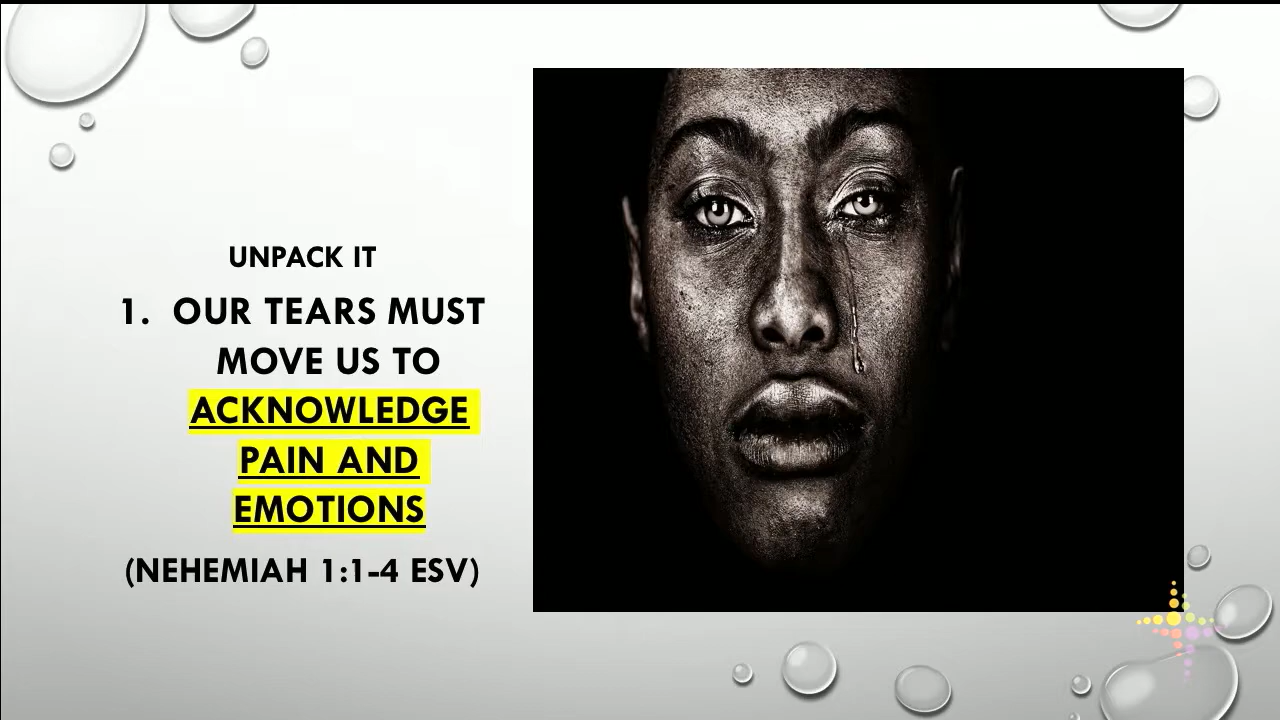 UNPACK IT
1. OUR TEARS MUST
MOVE US TO
ACKNOWLEDGE
PAIN AND
EMOTIONS
(NEHEMIAH 1:1-4 ESV)